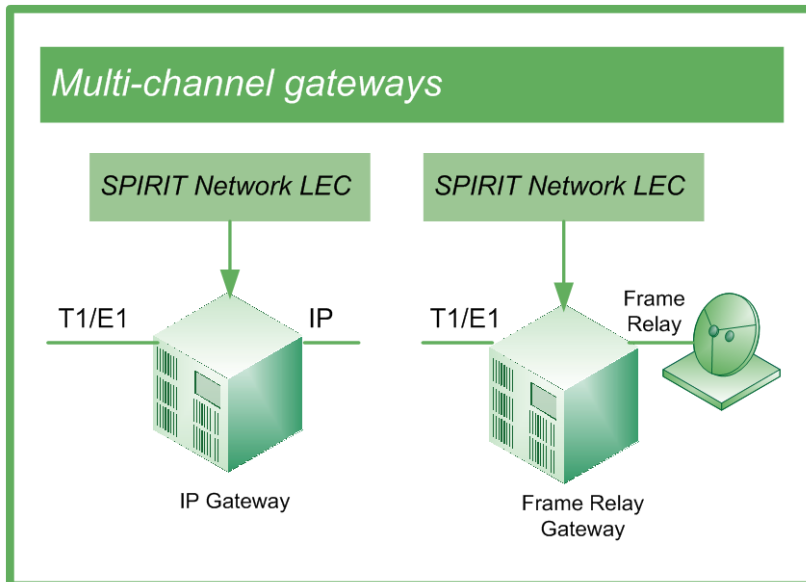 Multi-channel gateways
SPIRIT Network LEC
SPIRIT Network LEC
T1/E1
IP
T1/E1
Frame
Relay
IP Gateway
Frame Relay
Gateway